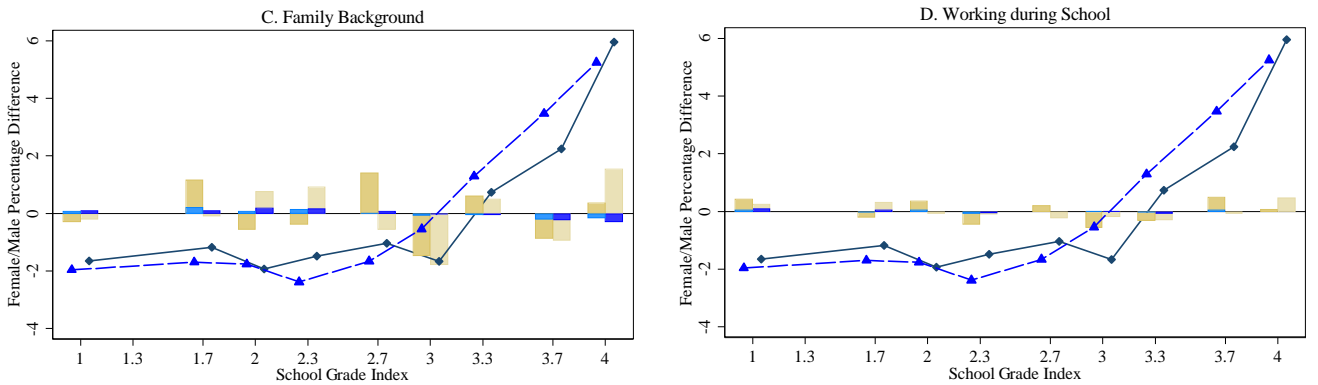 C. Family Background
Female/Male Percentage Difference
6
4
2
0
-2
-4
1 1.3 1.7 2 2.3 2.7 3 3.3 3.7 4
School Grade Index
D. Working during School
Female/Male Percentage Difference
6
4
2
0
-2
-4
1 1.3 1.7 2 2.3 2.7 3 3.3 3.7 4
School Grade Index